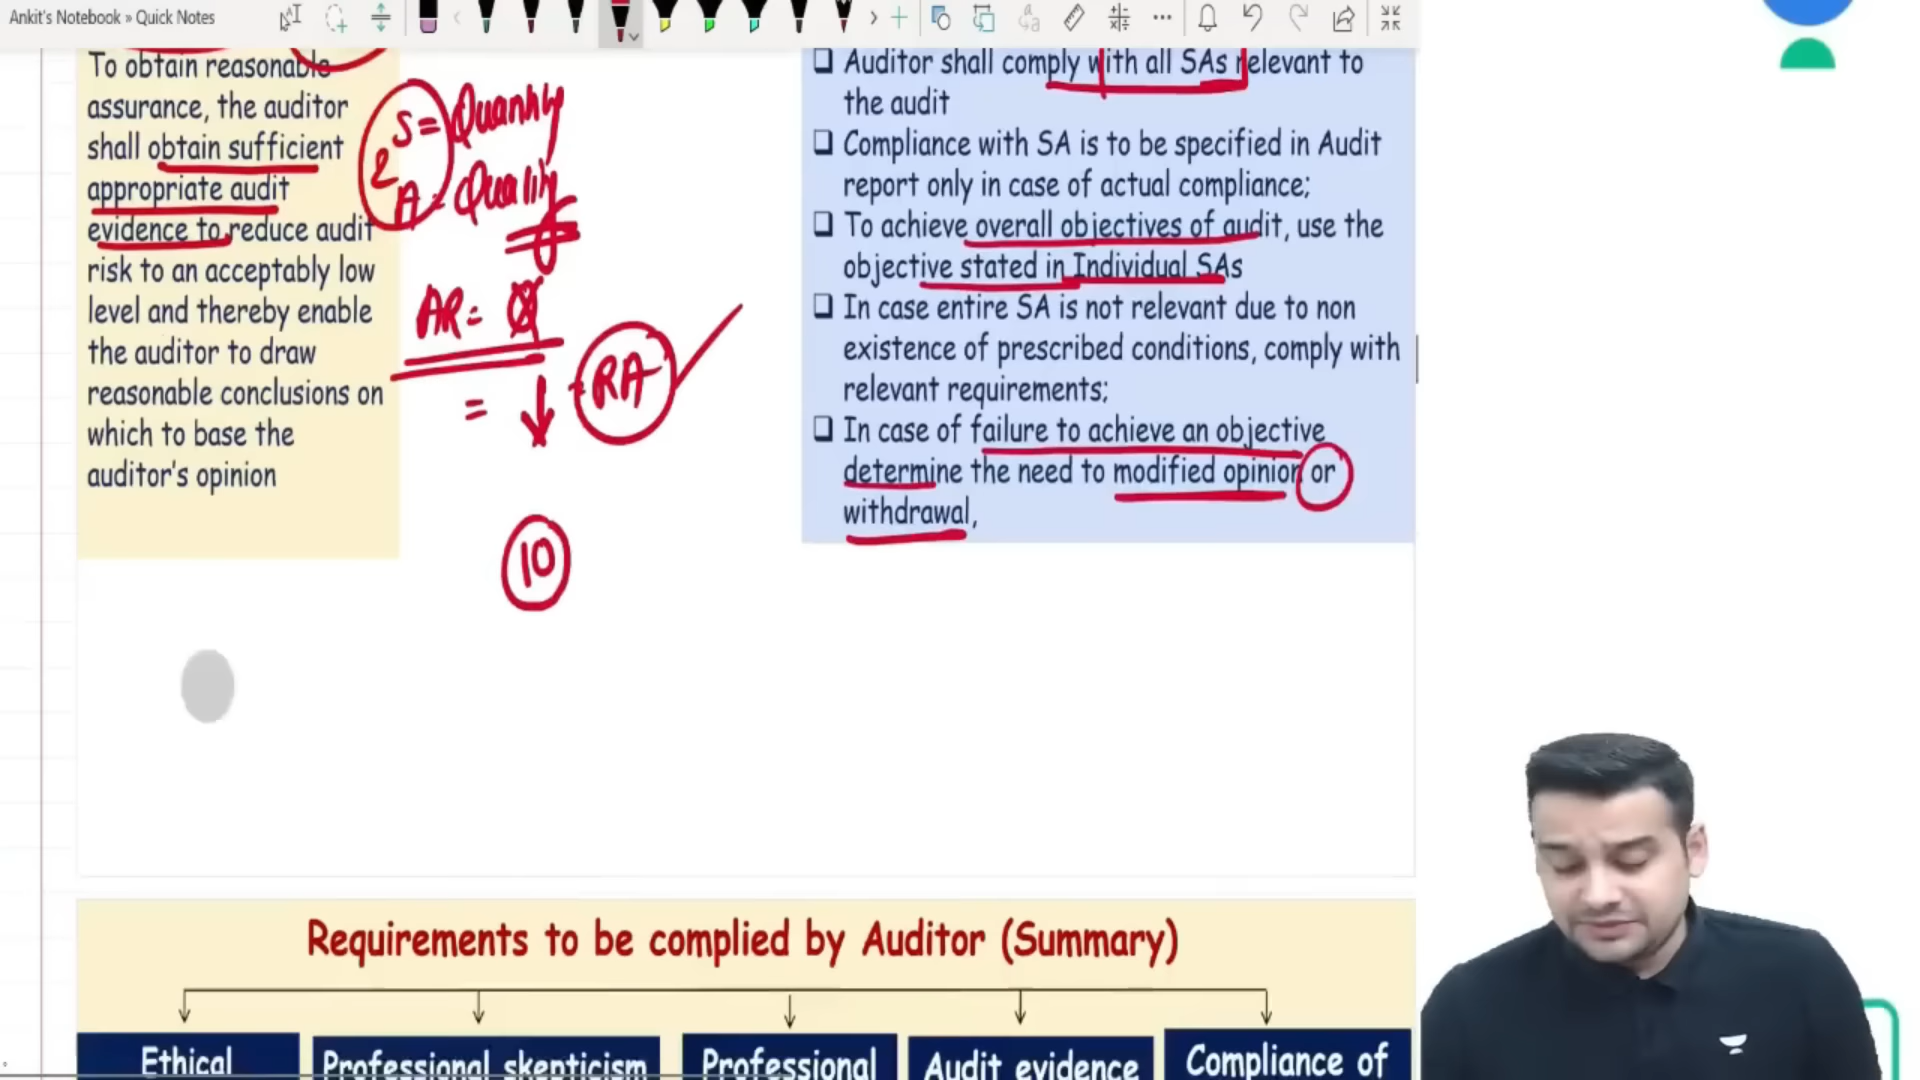 Ankit's Notebook » Quick Notes
To obtain reasonable
assurance, the auditor
shall obtain sufficient
appropriate audit
evidence to reduce audit
risk to an acceptably low
level and thereby enable
the auditor to draw
reasonable conclusions on
which to base the
auditor's opinion
S = Quantity
&
A = Quality
AR =
= RA
10
❑ Auditor shall comply with all SAs relevant to
the audit
❑ Compliance with SA is to be specified in Audit
report only in case of actual compliance;
❑ To achieve overall objectives of audit, use the
objective stated in Individual SAs
❑ In case entire SA is not relevant due to non
existence of prescribed conditions, comply with
relevant requirements;
❑ In case of failure to achieve an objective
determine the need to modified opinion or
withdrawal,
Requirements to be complied by Auditor (Summary)
Ethical
Professional skepticism
Professional
Audit evidence
Compliance of